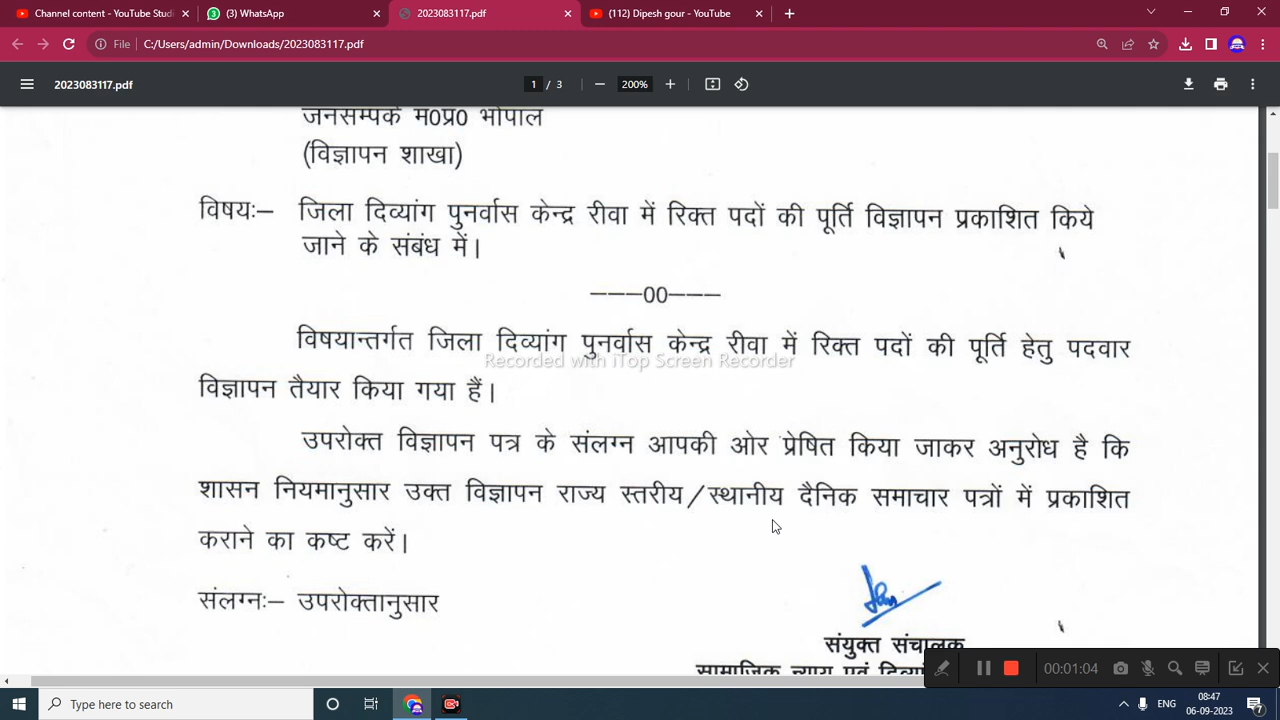 Channel content - YouTube Studi
(3) WhatsApp
2023083117.pdf
(112) Dipesh gour - YouTube
File
C:/Users/admin/Downloads/2023083117.pdf
2023083117.pdf
1 / 3
200%
जनसम्पर्क म0प्र0 भोपाल
(विज्ञापन शाखा)
विषयः– जिला दिव्यांग पुनर्वास केन्द्र रीवा में रिक्त पदों की पूर्ति विज्ञापन प्रकाशित किये
जाने के संबंध में।
–––00–––
विषयान्तर्गत जिला दिव्यांग पुनर्वास केन्द्र रीवा में रिक्त पदों की पूर्ति हेतु पदवार
Recorded with iTop Screen Recorder
विज्ञापन तैयार किया गया हैं।
उपरोक्त विज्ञापन पत्र के संलग्न आपकी ओर प्रेषित किया जाकर अनुरोध है कि
शासन नियमानुसार उक्त विज्ञापन राज्य स्तरीय/स्थानीय दैनिक समाचार पत्रों में प्रकाशित
कराने का कष्ट करें।
संलग्नः– उपरोक्तानुसार
संयुक्त संचालक
सामाजिक न्याय एवं
00:01:04
Type here to search
ENG
08:47
06-09-2023
7